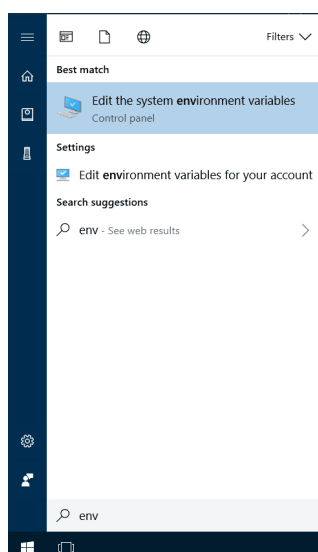 Filters
Best match
Edit the system environment variables
Control panel
Settings
Edit environment variables for your account
Search suggestions
env - See web results
env